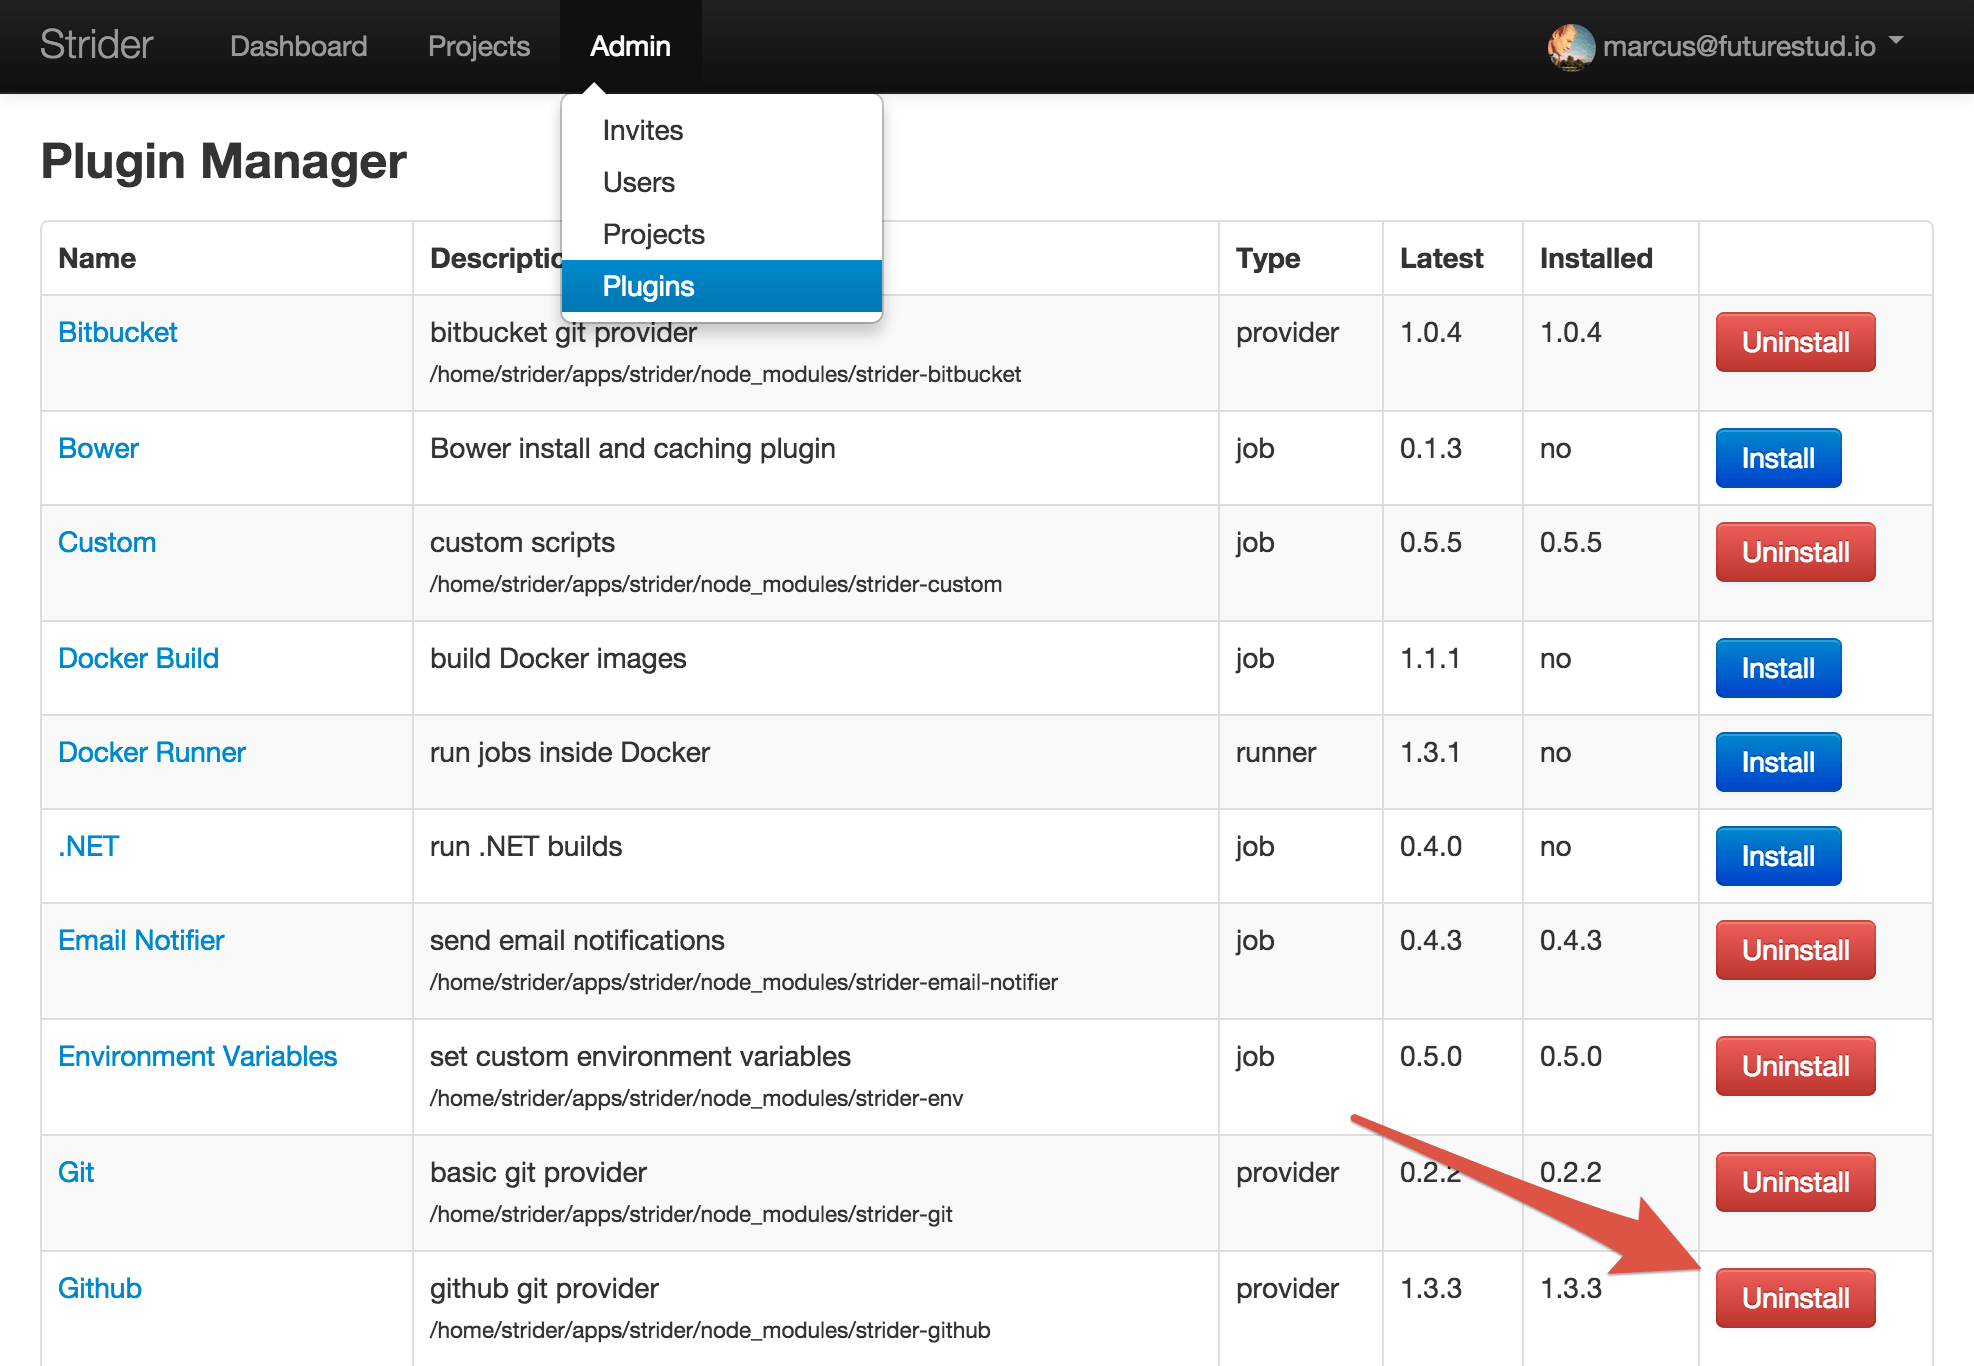 Strider Dashboard Projects Admin marcus@futurestud.io
Invites
Users
Projects
Plugins
Plugin Manager
Name Descriptio Type Latest Installed
Bitbucket bitbucket git provider provider 1.0.4 1.0.4 Uninstall
/home/strider/apps/strider/node_modules/strider-bitbucket
Bower Bower install and caching plugin job 0.1.3 no Install
Custom custom scripts job 0.5.5 0.5.5 Uninstall
/home/strider/apps/strider/node_modules/strider-custom
Docker Build build Docker images job 1.1.1 no Install
Docker Runner run jobs inside Docker runner 1.3.1 no Install
.NET run .NET builds job 0.4.0 no Install
Email Notifier send email notifications job 0.4.3 0.4.3 Uninstall
/home/strider/apps/strider/node_modules/strider-email-notifier
Environment Variables set custom environment variables job 0.5.0 0.5.0 Uninstall
/home/strider/apps/strider/node_modules/strider-env
Git basic git provider provider 0.2.2 0.2.2 Uninstall
/home/strider/apps/strider/node_modules/strider-git
Github github git provider provider 1.3.3 1.3.3 Uninstall
/home/strider/apps/strider/node_modules/strider-github